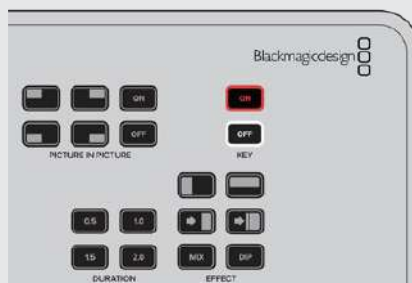 Blackmagicdesign
ON ON
OFF OFF
PICTURE IN PICTURE KEY
0.5 1.0
1.5 2.0 MIX DIP
DURATION EFFECT